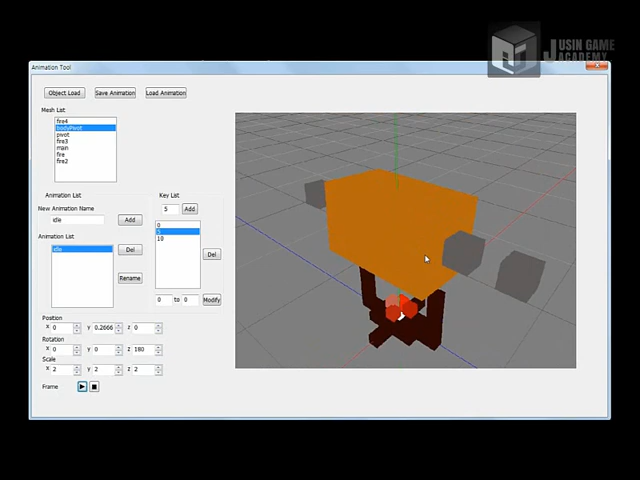 JUSIN GAME
ACADEMY
Animation Tool
Object Load Save Animation Load Animation
Mesh List
fire4
bodyPivot
pivot
fire3
main
fire
fire2
Animation List
New Animation Name
idle Add
Animation List
idle Del
Rename
Key List
5 Add
0
5
10
Del
0 to 0 Modify
Position
x 0 y 0.2666 z 0
Rotation
x 0 y 0 z 180
Scale
x 2 y 2 z 2
Frame